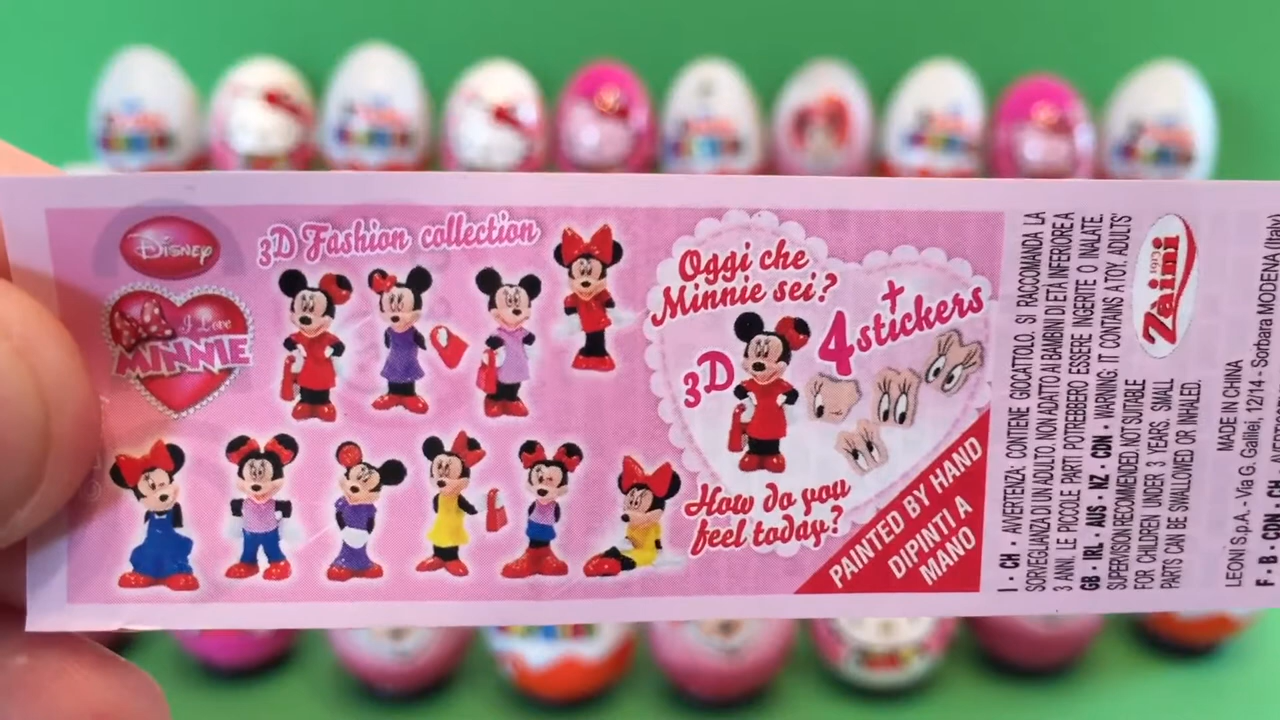 Disney
I Love
MINNIE
3D Fashion collection
Oggi che
Minnie sei?
3D
+
4 stickers
How do you
feel today?
PAINTED BY HAND
DIPINTI A
MANO
I - CH - AVVERTENZA: CONTIENE GIOCATTOLO. SI RACCOMANDA LA
SORVEGLIANZA DI UN ADULTO. NON ADATTO AI BAMBINI DI ETÀ INFERIORE A
3 ANNI. LE PICCOLE PARTI POTREBBERO ESSERE INGERITE O INALATE.
GB - IRL - AUS - NZ - CDN - WARNING: IT CONTAINS A TOY. ADULTS'
SUPERVISION RECOMMENDED. NOT SUITABLE
FOR CHILDREN UNDER 3 YEARS. SMALL
PARTS CAN BE SWALLOWED OR INHALED.
1913
Zàini
MADE IN CHINA
LEONI S.p.A. - Via G. Galilei, 12/14 - Sorbara MODENA (Italy)
F - B - CDN - CH -